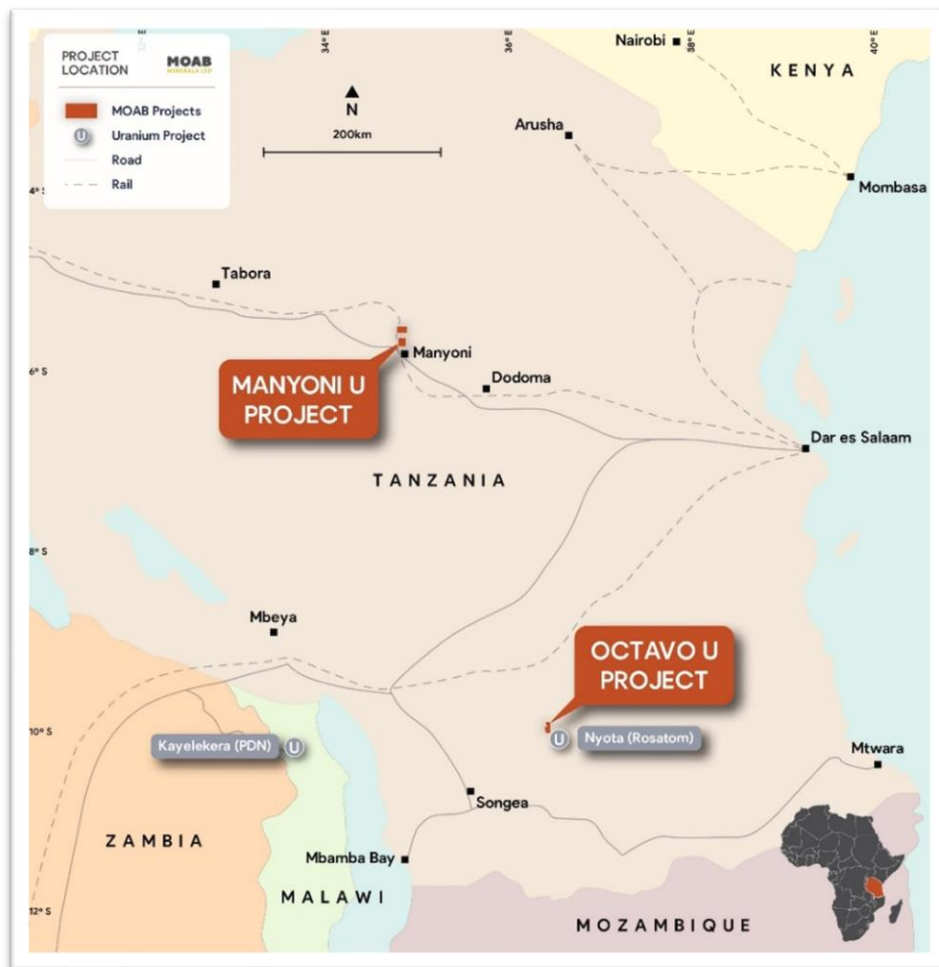 PROJECT
LOCATION
MOAB
MINERALS LTD
MOAB Projects
U Uranium Project
Road
Rail
32° E
34° E
36° E
38° E
40° E
N
200km
Nairobi
KENYA
Arusha
4° S
Mombasa
Tabora
Manyoni
6° S
MANYONI U
PROJECT
Dodoma
Dar es Salaam
TANZANIA
8° S
Mbeya
OCTAVO U
PROJECT
10° S
Kayelekera (PDN) U
U Nyota (Rosatom)
Mtwara
Songea
ZAMBIA
Mbamba Bay
MALAWI
12° S
MOZAMBIQUE